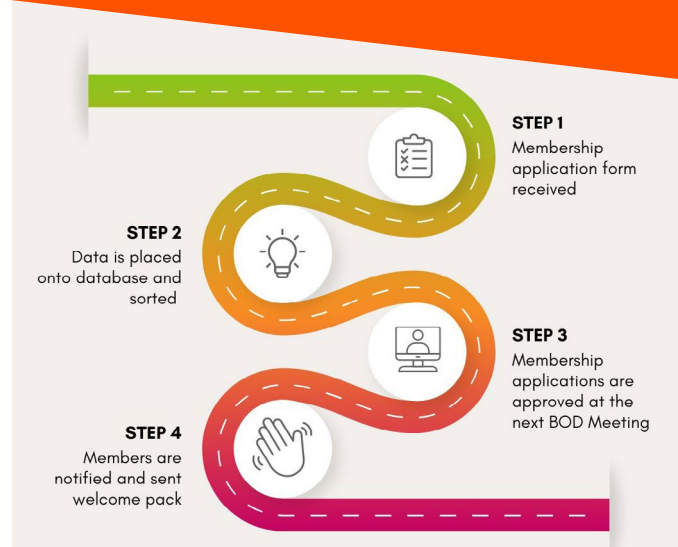 STEP 1
Membership
application form
received
STEP 2
Data is placed
onto database and
sorted
STEP 3
Membership
applications are
approved at the
next BOD Meeting
STEP 4
Members are
notified and sent
welcome pack